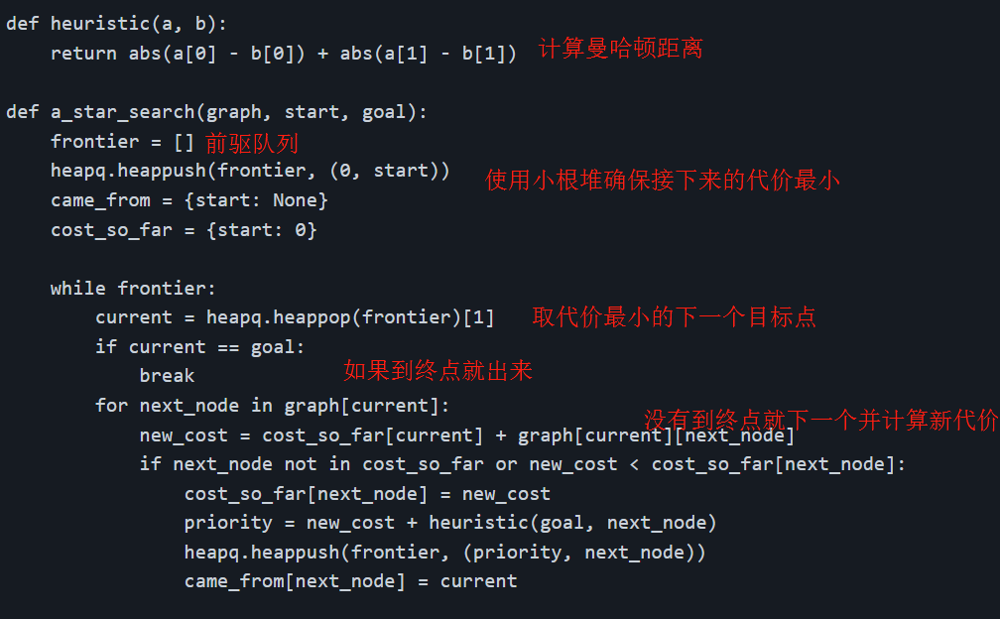 def heuristic(a, b):
    return abs(a[0] - b[0]) + abs(a[1] - b[1]) 计算曼哈顿距离
def a_star_search(graph, start, goal):
    frontier = [] 前驱队列
    heapq.heappush(frontier, (0, start)) 使用小根堆确保接下来的代价最小
    came_from = {start: None}
    cost_so_far = {start: 0}
    while frontier:
        current = heapq.heappop(frontier)[1] 取代价最小的下一个目标点
        if current == goal:
如果到终点就出来
            break
        for next_node in graph[current]:
没有到终点就下一个并计算新代价
            new_cost = cost_so_far[current] + graph[current][next_node]
            if next_node not in cost_so_far or new_cost < cost_so_far[next_node]:
                cost_so_far[next_node] = new_cost
                priority = new_cost + heuristic(goal, next_node)
                heapq.heappush(frontier, (priority, next_node))
                came_from[next_node] = current